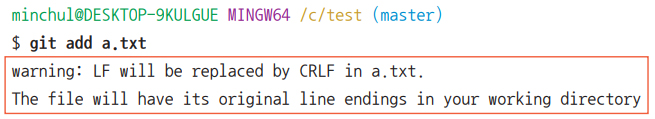 minchul@DESKTOP-9KULGUE MINGW64 /c/test (master)
$ git add a.txt
warning: LF will be replaced by CRLF in a.txt.
The file will have its original line endings in your working directory